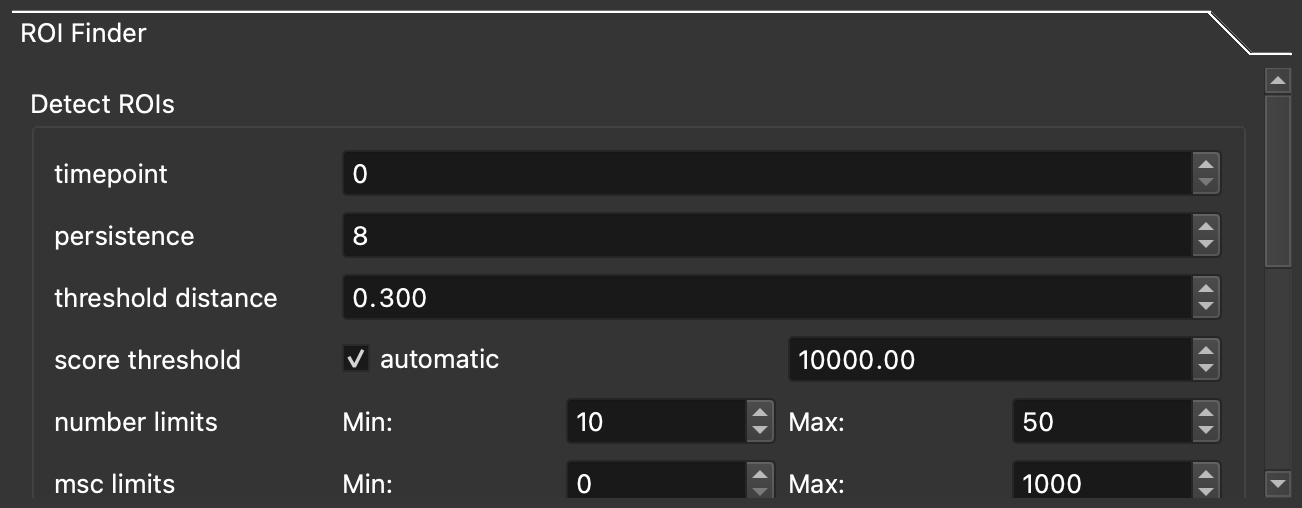 ROI Finder
Detect ROIs
timepoint 0
persistence 8
threshold distance 0.300
score threshold automatic 10000.00
number limits Min: 10 Max: 50
msc limits Min: 0 Max: 1000